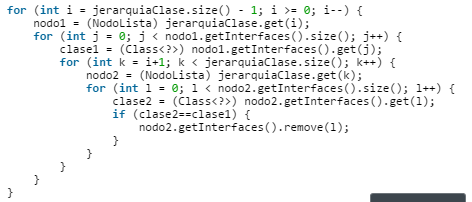 for (int i = jerarquiaClase.size() - 1; i >= 0; i--) {
nodo1 = (NodoLista) jerarquiaClase.get(i);
for (int j = 0; j < nodo1.getInterfaces().size(); j++) {
clase1 = (Class<?>) nodo1.getInterfaces().get(j);
for (int k = i+1; k < jerarquiaClase.size(); k++) {
nodo2 = (NodoLista) jerarquiaClase.get(k);
for (int l = 0; l < nodo2.getInterfaces().size(); l++) {
clase2 = (Class<?>) nodo2.getInterfaces().get(l);
if (clase2==clase1) {
nodo2.getInterfaces().remove(l);
}
}
}
}
}